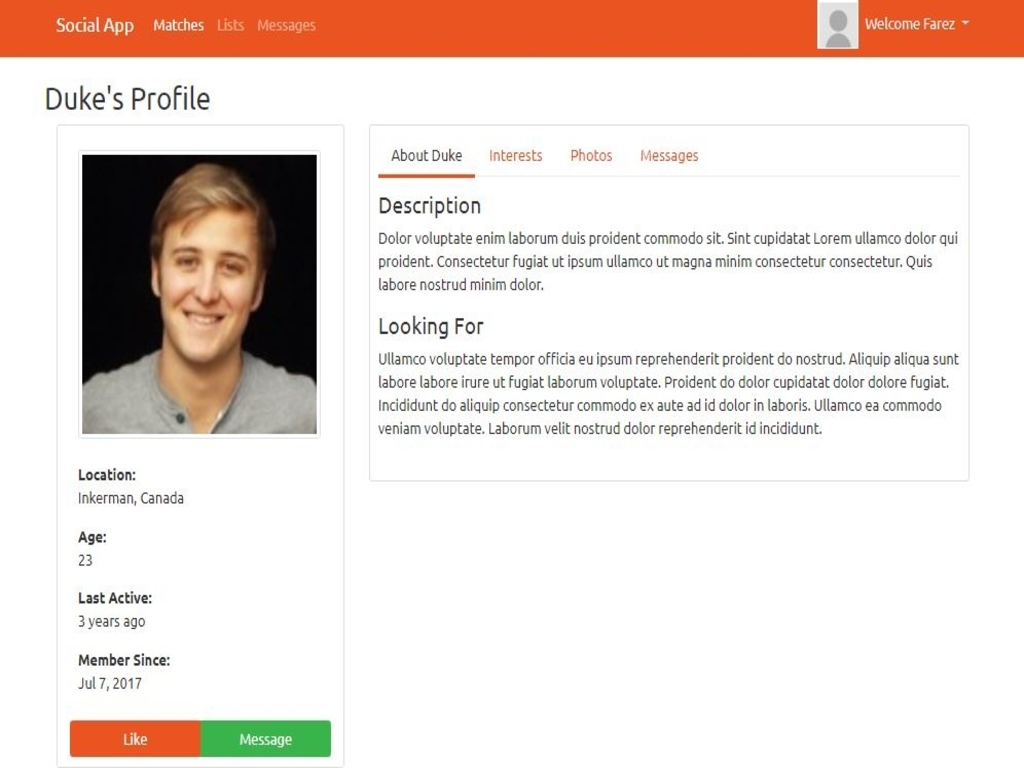 Social App Matches Lists Messages Welcome Farez
Duke's Profile
Location:
Inkerman, Canada
Age:
23
Last Active:
3 years ago
Member Since:
Jul 7, 2017
Like Message
About Duke Interests Photos Messages
Description
Dolor voluptate enim laborum duis proident commodo sit. Sint cupidatat Lorem ullamco dolor qui
proident. Consectetur fugiat ut ipsum ullamco ut magna minim consectetur consectetur. Quis
labore nostrud minim dolor.
Looking For
Ullamco voluptate tempor officia eu ipsum reprehenderit proident do nostrud. Aliquip aliqua sunt
labore labore irure ut fugiat laborum voluptate. Proident do dolor cupidatat dolor dolore fugiat.
Incididunt do aliquip consectetur commodo ex aute ad id dolor in laboris. Ullamco ea commodo
veniam voluptate. Laborum velit nostrud dolor reprehenderit id incididunt.